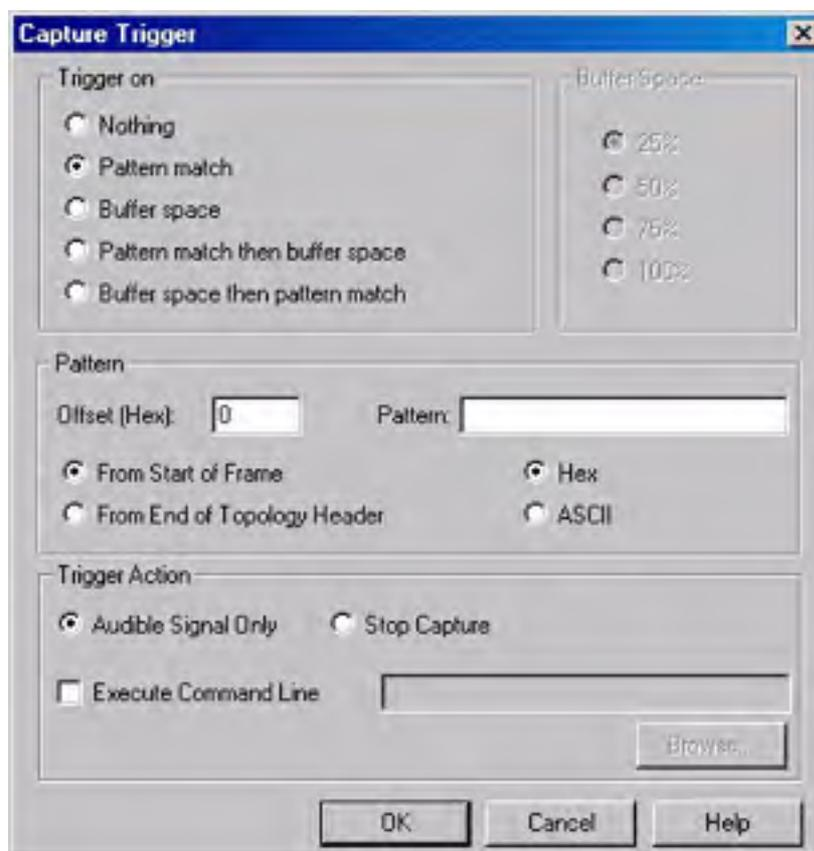 Capture Trigger
Trigger on
Nothing
Pattern match
Buffer space
Pattern match then buffer space
Buffer space then pattern match
Buffer Space
25%
50%
75%
100%
Pattern
Offset (Hex): 0 Pattern:
From Start of Frame Hex
From End of Topology Header ASCII
Trigger Action
Audible Signal Only Stop Capture
Execute Command Line
Browse...
OK Cancel Help